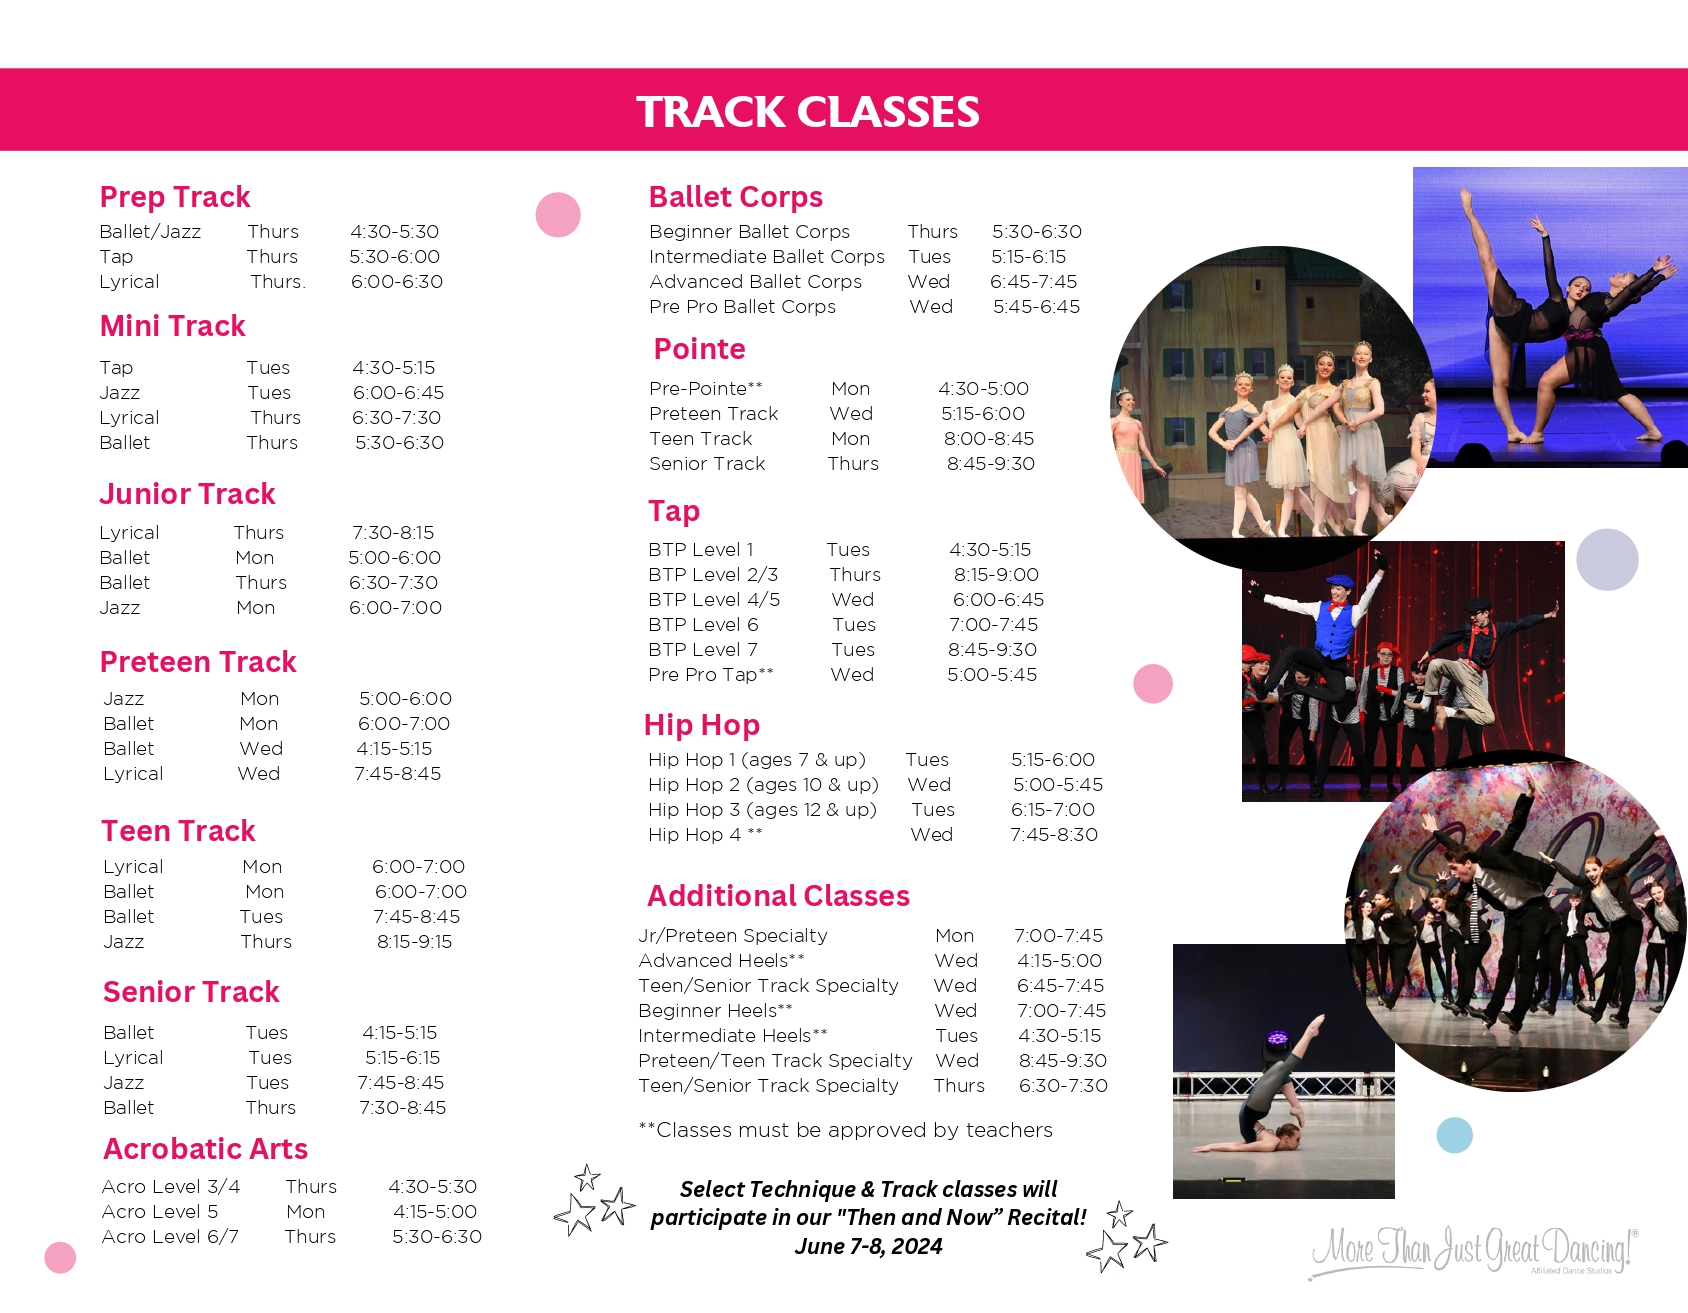 TRACK CLASSES
Prep Track
Ballet/Jazz Thurs 4:30-5:30
Tap Thurs 5:30-6:00
Lyrical Thurs. 6:00-6:30
Mini Track
Tap Tues 4:30-5:15
Jazz Tues 6:00-6:45
Lyrical Thurs 6:30-7:30
Ballet Thurs 5:30-6:30
Junior Track
Lyrical Thurs 7:30-8:15
Ballet Mon 5:00-6:00
Ballet Thurs 6:30-7:30
Jazz Mon 6:00-7:00
Preteen Track
Jazz Mon 5:00-6:00
Ballet Mon 6:00-7:00
Ballet Wed 4:15-5:15
Lyrical Wed 7:45-8:45
Teen Track
Lyrical Mon 6:00-7:00
Ballet Mon 6:00-7:00
Ballet Tues 7:45-8:45
Jazz Thurs 8:15-9:15
Senior Track
Ballet Tues 4:15-5:15
Lyrical Tues 5:15-6:15
Jazz Tues 7:45-8:45
Ballet Thurs 7:30-8:45
Acrobatic Arts
Acro Level 3/4 Thurs 4:30-5:30
Acro Level 5 Mon 4:15-5:00
Acro Level 6/7 Thurs 5:30-6:30
Ballet Corps
Beginner Ballet Corps Thurs 5:30-6:30
Intermediate Ballet Corps Tues 5:15-6:15
Advanced Ballet Corps Wed 6:45-7:45
Pre Pro Ballet Corps Wed 5:45-6:45
Pointe
Pre-Pointe** Mon 4:30-5:00
Preteen Track Wed 5:15-6:00
Teen Track Mon 8:00-8:45
Senior Track Thurs 8:45-9:30
Tap
BTP Level 1 Tues 4:30-5:15
BTP Level 2/3 Thurs 8:15-9:00
BTP Level 4/5 Wed 6:00-6:45
BTP Level 6 Tues 7:00-7:45
BTP Level 7 Tues 8:45-9:30
Pre Pro Tap** Wed 5:00-5:45
Hip Hop
Hip Hop 1 (ages 7 & up) Tues 5:15-6:00
Hip Hop 2 (ages 10 & up) Wed 5:00-5:45
Hip Hop 3 (ages 12 & up) Tues 6:15-7:00
Hip Hop 4 ** Wed 7:45-8:30
Additional Classes
Jr/Preteen Specialty Mon 7:00-7:45
Advanced Heels** Wed 4:15-5:00
Teen/Senior Track Specialty Wed 6:45-7:45
Beginner Heels** Wed 7:00-7:45
Intermediate Heels** Tues 4:30-5:15
Preteen/Teen Track Specialty Wed 8:45-9:30
Teen/Senior Track Specialty Thurs 6:30-7:30
**Classes must be approved by teachers
Select Technique & Track classes will
participate in our "Then and Now” Recital!
June 7-8, 2024
More Than Just Great Dancing!®
Affiliated Dance Studios